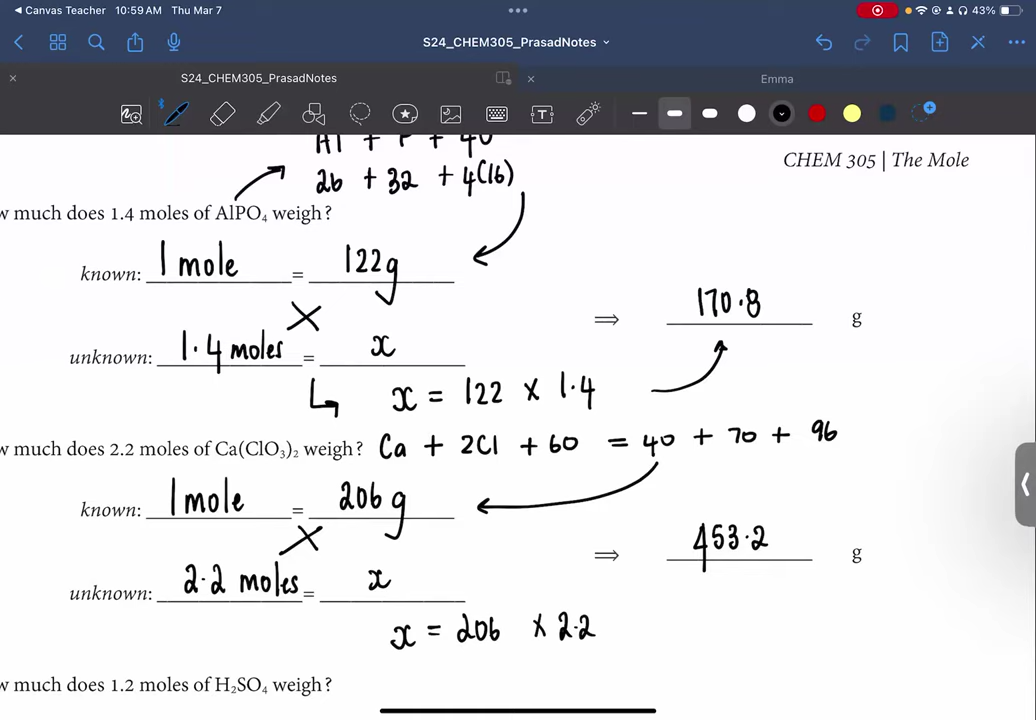 Canvas Teacher 10:59 AM Thu Mar 7 43%
S24_CHEM305_PrasadNotes
S24_CHEM305_PrasadNotes Emma
Al + P + 40
CHEM 305 | The Mole
26 + 32 + 4(16)
w much does 1.4 moles of AlPO₄ weigh?
known: 1 mole = 122g
170.8 g
unknown: 1.4 moles = x
x = 122 × 1.4
w much does 2.2 moles of Ca(ClO₃)₂ weigh? Ca + 2Cl + 60 = 40 + 70 + 96
known: 1 mole = 206 g
⟹ 453.2 g
unknown: 2.2 moles = x
x = 206 × 2.2
w much does 1.2 moles of H₂SO₄ weigh?